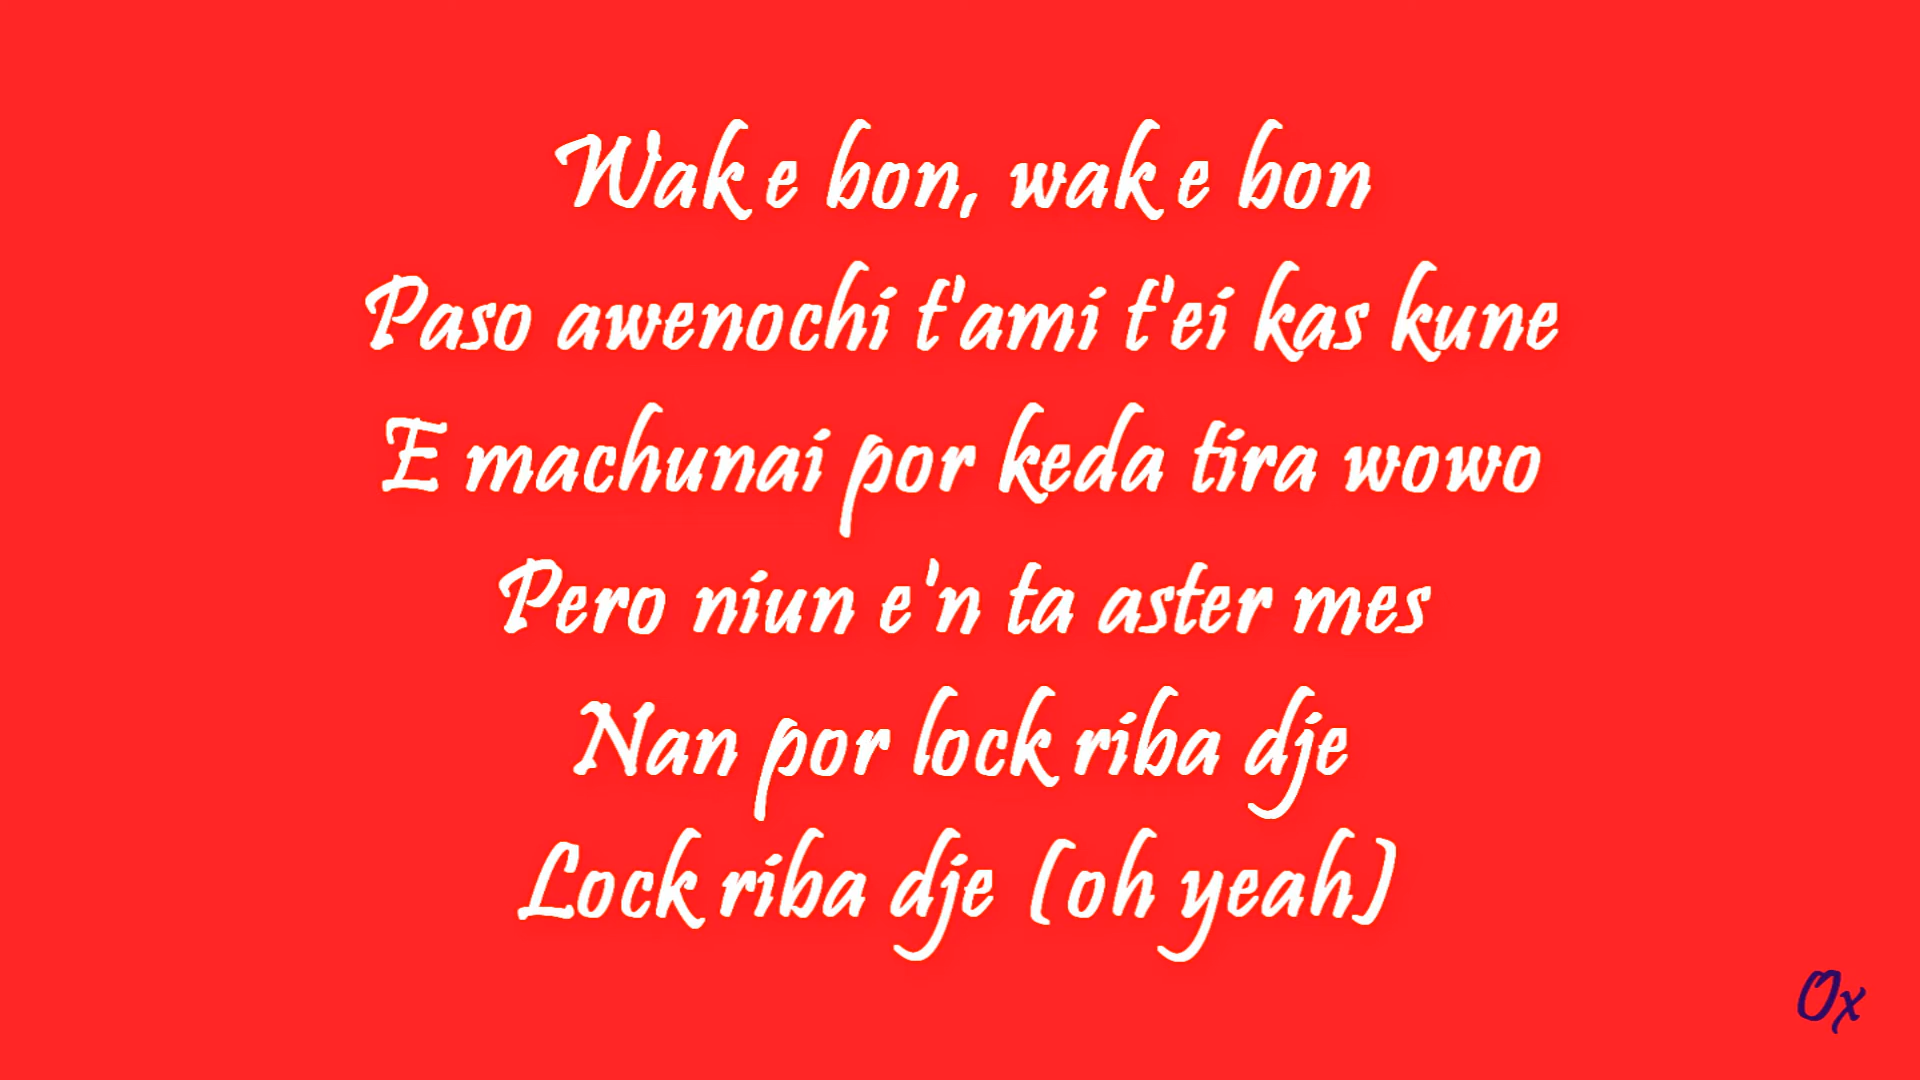 Wak e bon, wak e bon
Paso awenochi t'ami t'ei kas kune
E machunai por keda tira wowo
Pero niun e'n ta aster mes
Nan por lock riba dje
Lock riba dje (oh yeah)
Ox